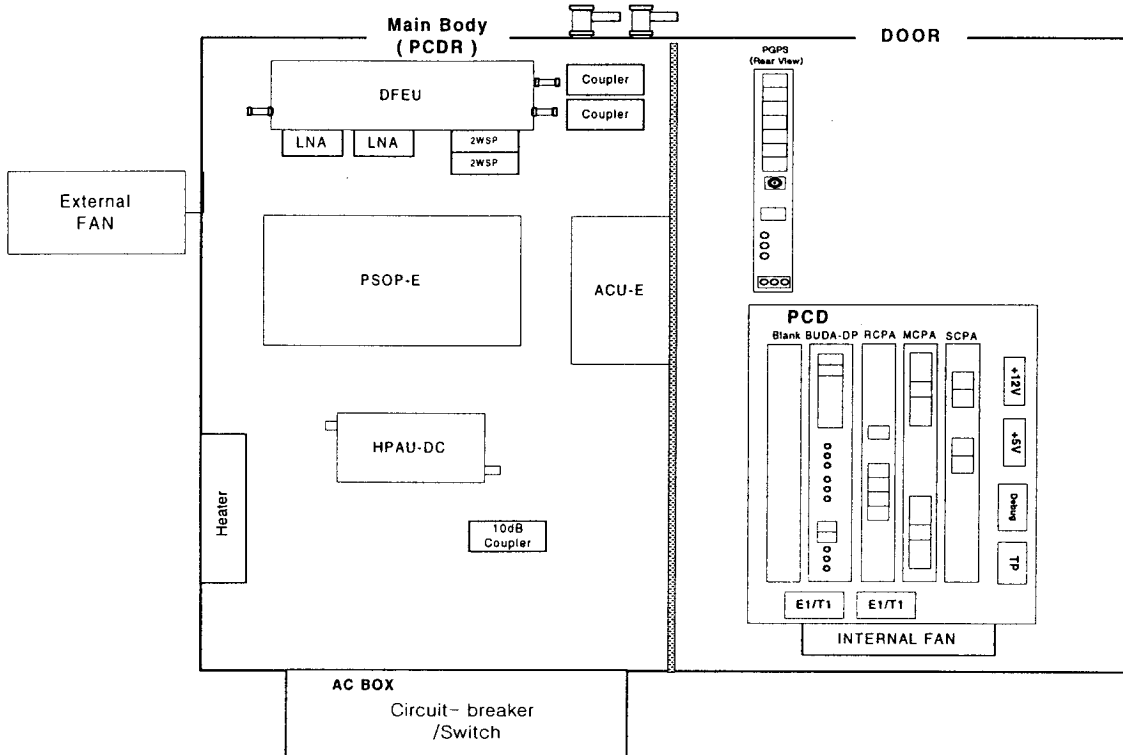 Main Body
( PCDR )
DOOR
PGPS
(Rear View)
DFEU
Coupler
Coupler
LNA
LNA
2WSP
2WSP
External
FAN
PSOP-E
ACU-E
PCD
Blank BUDA-DP RCPA MCPA SCPA
+12V
+5V
Debug
TP
HPAU-DC
Heater
10dB
Coupler
E1/T1
E1/T1
INTERNAL FAN
AC BOX
Circuit- breaker
/Switch